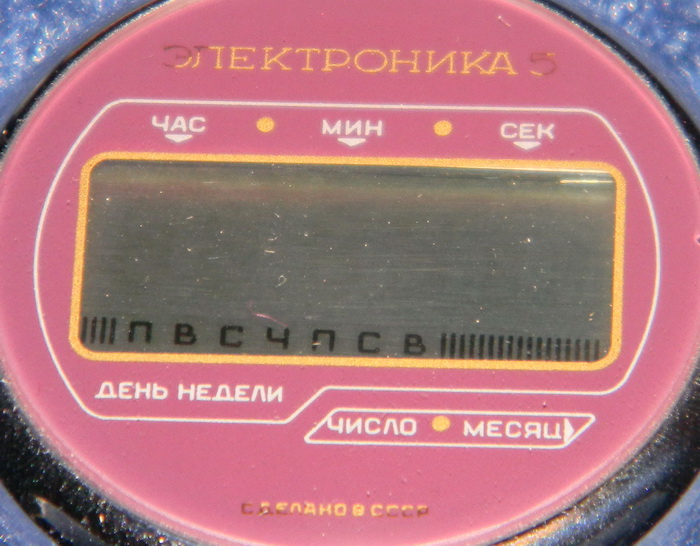 ЭЛЕКТРОНИКА 5
ЧАС МИН СЕК
П В С Ч П С В
ДЕНЬ НЕДЕЛИ
ЧИСЛО МЕСЯЦ
СДЕЛАНО В СССР